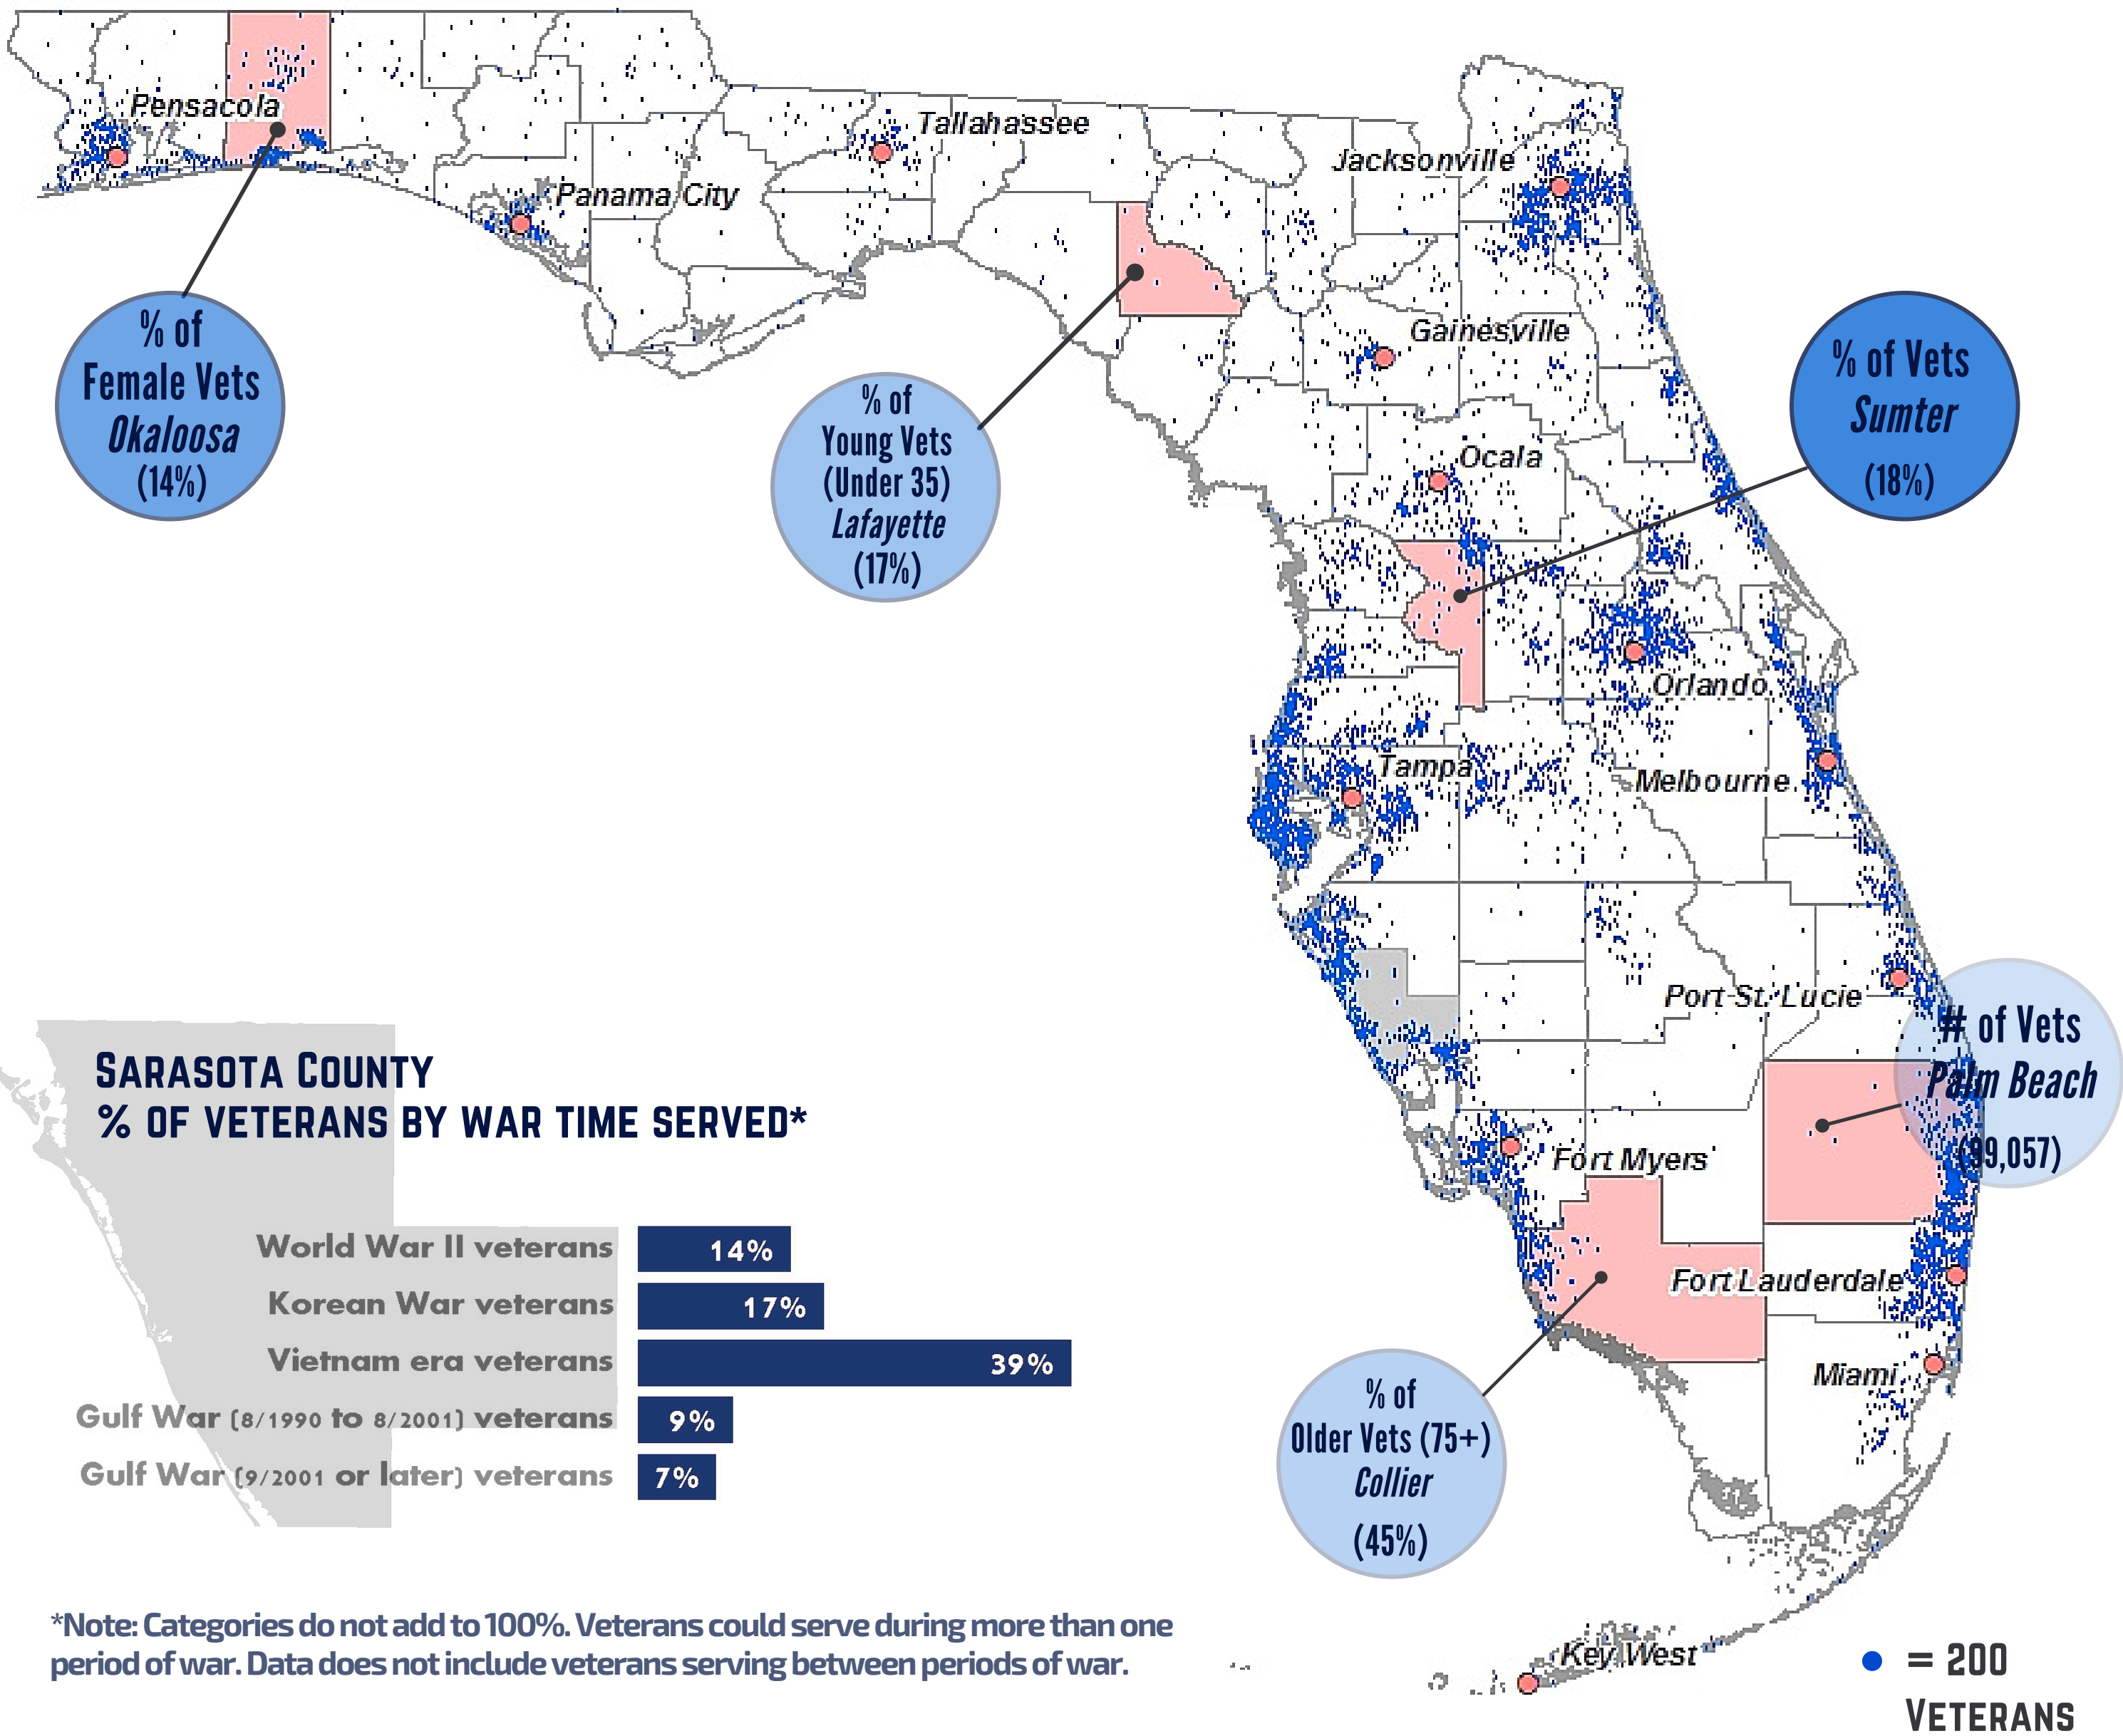 Pensacola
Tallahassee
Jacksonville
Panama City
% of
Female Vets
Okaloosa
(14%)
Gainesville
% of Vets
Sumter
(18%)
% of
Young Vets
(Under 35)
Lafayette
(17%)
Ocala
Orlando
Tampa
Melbourne
Port St. Lucie
# of Vets
Palm Beach
(99,057)
SARASOTA COUNTY
% OF VETERANS BY WAR TIME SERVED*
World War II veterans 14%
Korean War veterans 17%
Vietnam era veterans 39%
Gulf War (8/1990 to 8/2001) veterans 9%
Gulf War (9/2001 or later) veterans 7%
Fort Myers
Fort Lauderdale
Miami
% of
Older Vets (75+)
Collier
(45%)
*Note: Categories do not add to 100%. Veterans could serve during more than one
period of war. Data does not include veterans serving between periods of war.
Key West
= 200
VETERANS